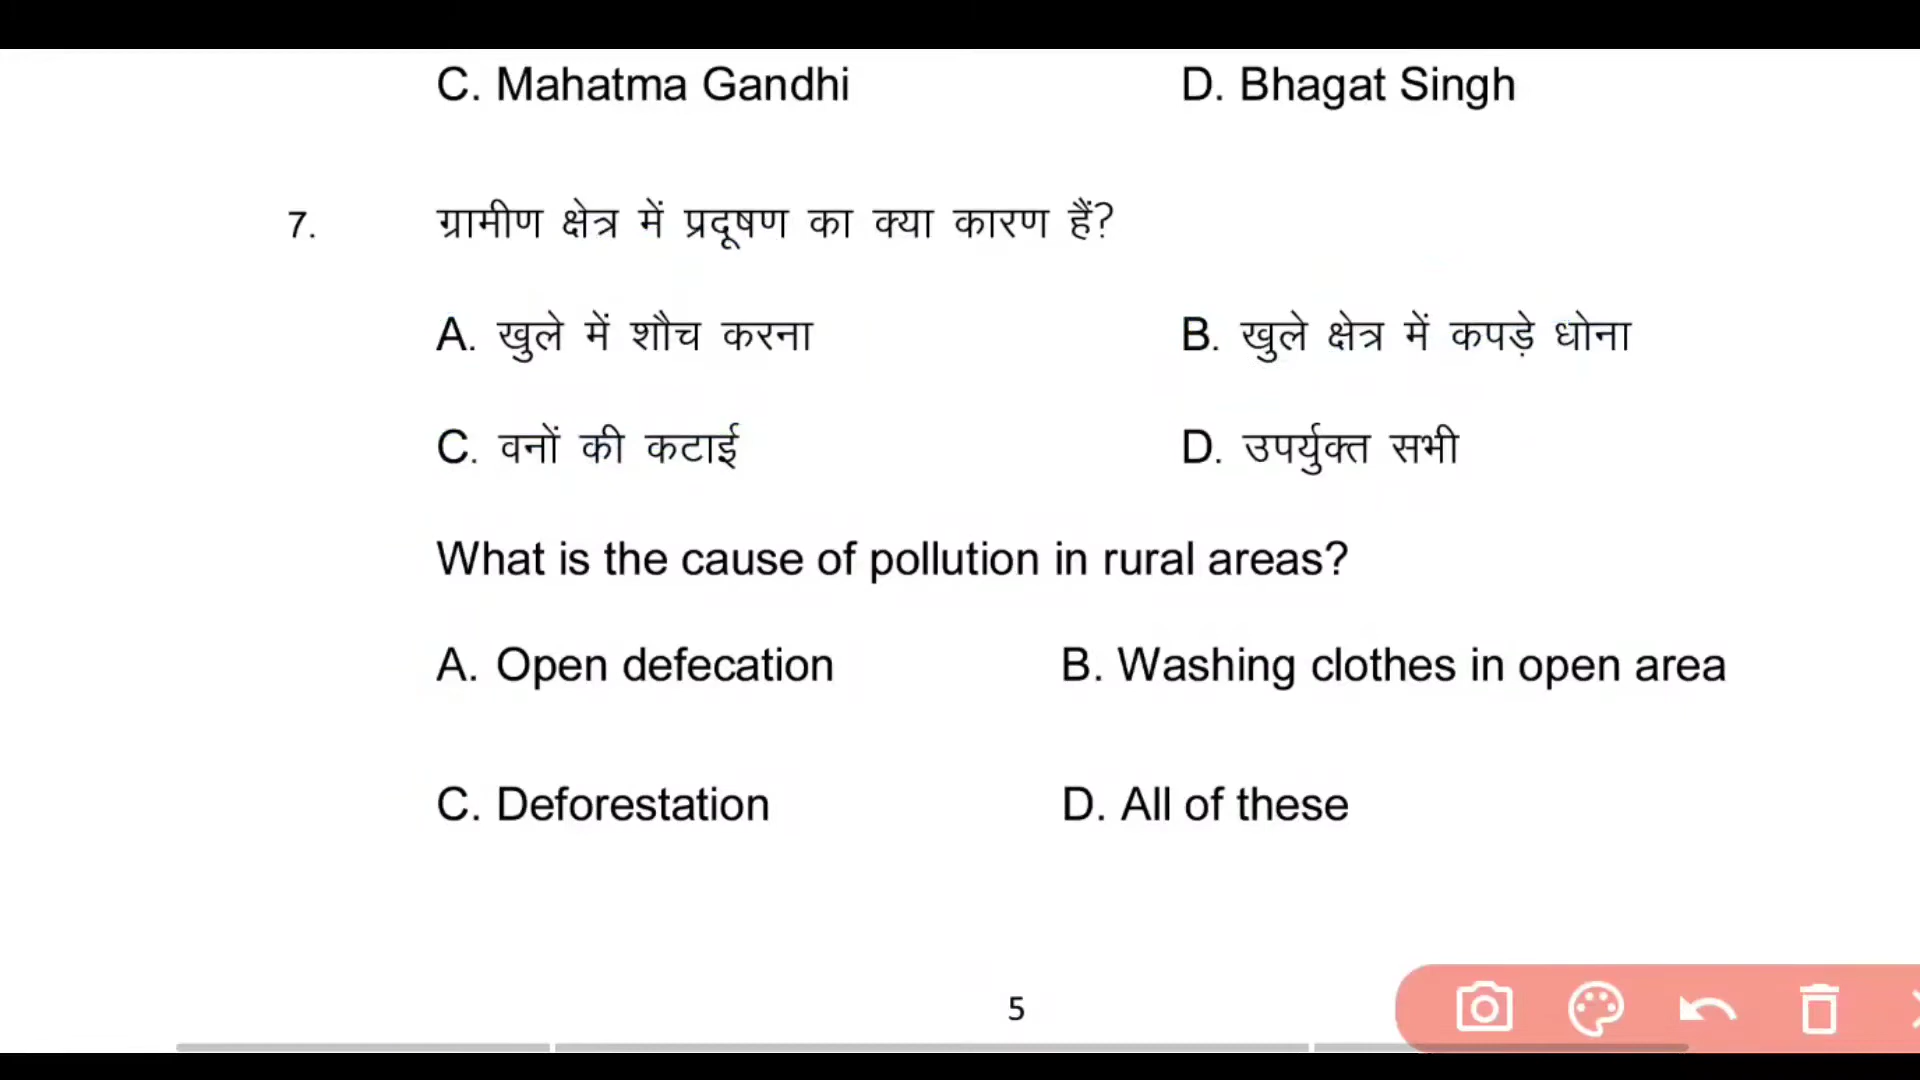 C. Mahatma Gandhi D. Bhagat Singh
7. ग्रामीण क्षेत्र में प्रदूषण का क्या कारण हैं?
A. खुले में शौच करना B. खुले क्षेत्र में कपड़े धोना
C. वनों की कटाई D. उपर्युक्त सभी
What is the cause of pollution in rural areas?
A. Open defecation B. Washing clothes in open area
C. Deforestation D. All of these
5